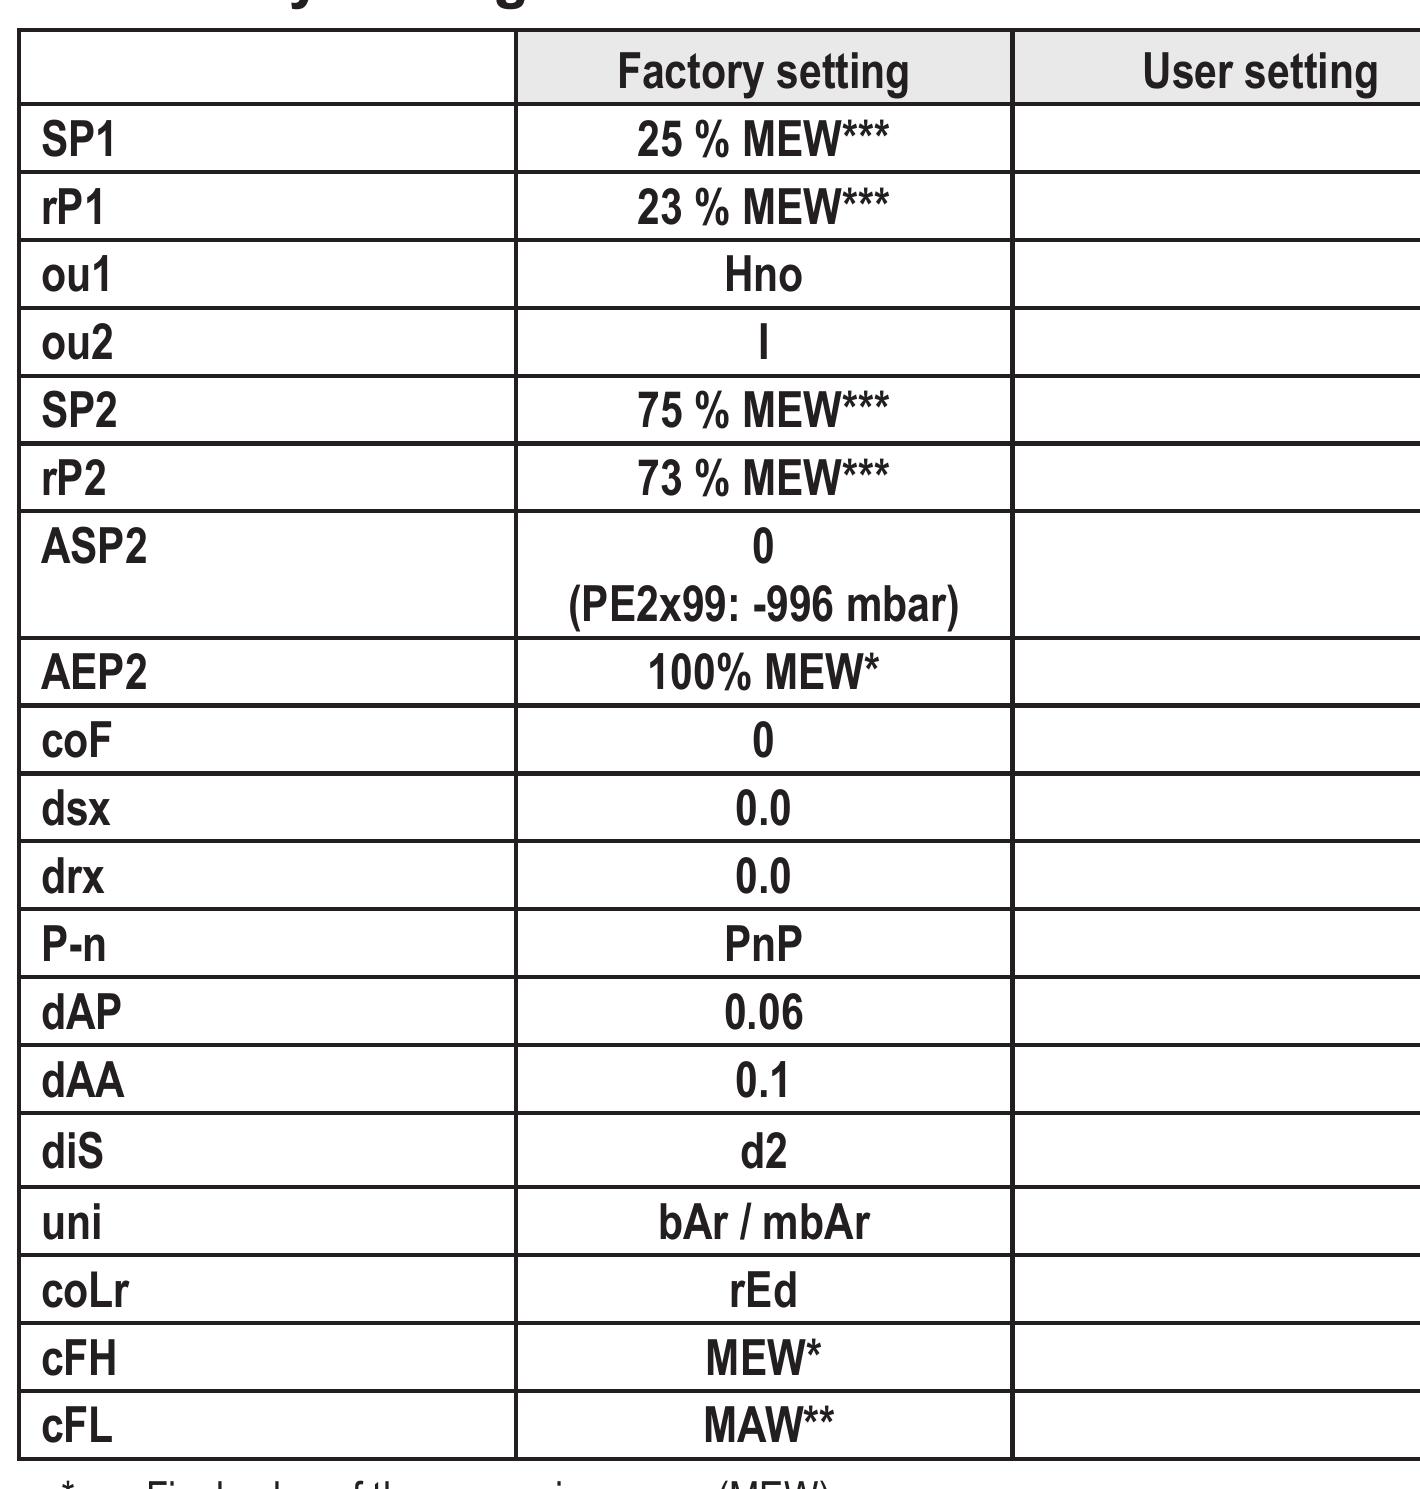 Factory setting User setting
SP1 25 % MEW***
rP1 23 % MEW***
ou1 Hno
ou2 I
SP2 75 % MEW***
rP2 73 % MEW***
ASP2 0
(PE2x99: -996 mbar)
AEP2 100% MEW*
coF 0
dsx 0.0
drx 0.0
P-n PnP
dAP 0.06
dAA 0.1
diS d2
uni bAr / mbAr
coLr rEd
cFH MEW*
cFL MAW**
* (MEW)